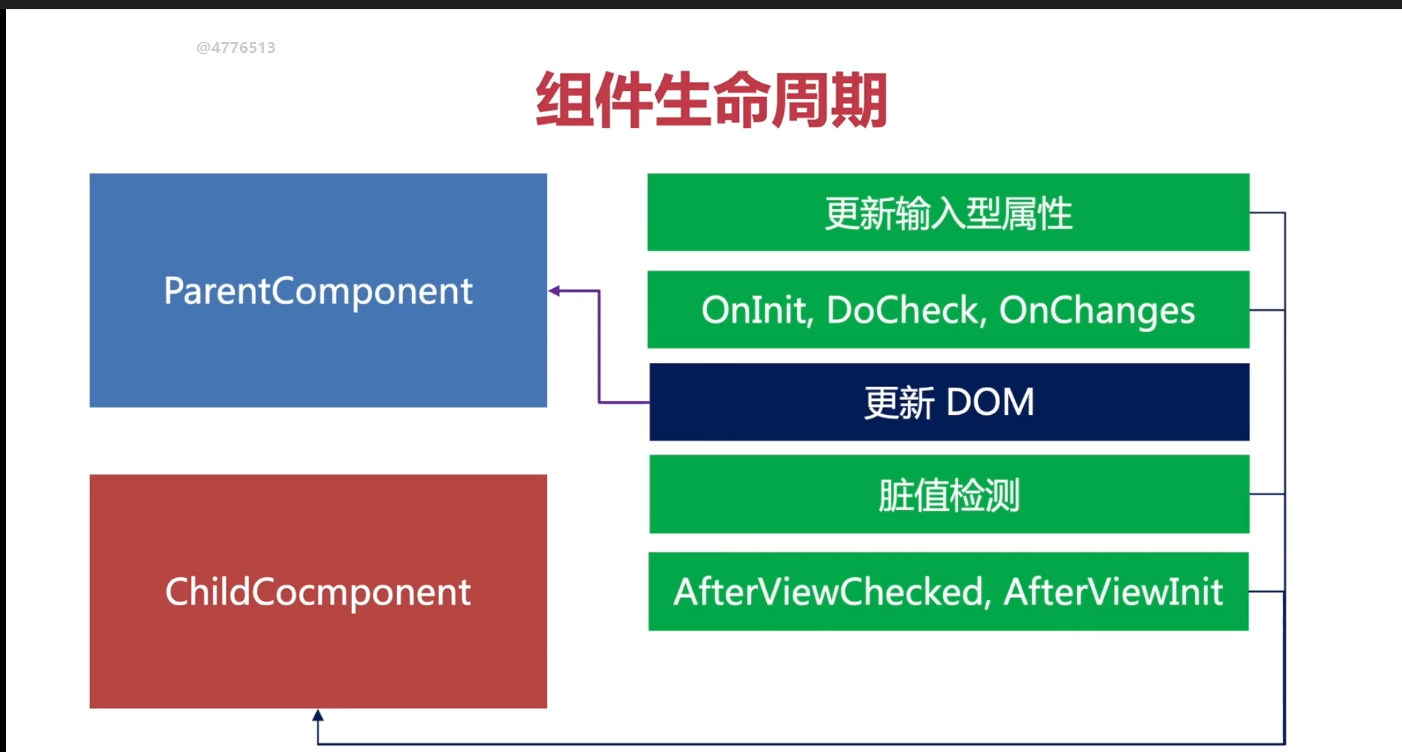 @4776513
组件生命周期
ParentComponent
更新输入型属性
OnInit, DoCheck, OnChanges
更新 DOM
脏值检测
ChildCocmponent
AfterViewChecked, AfterViewInit